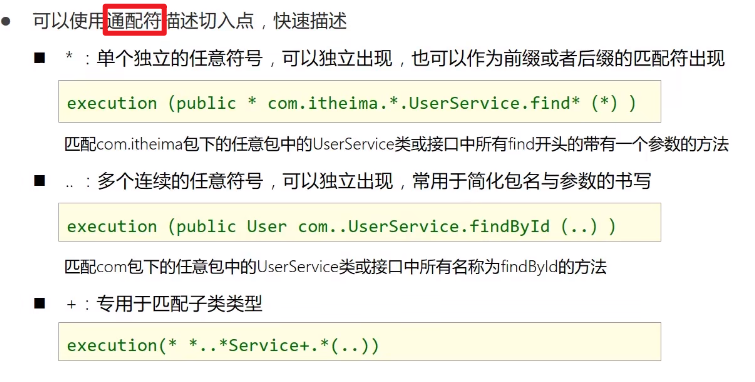 ● 可以使用通配符描述切入点，快速描述
■ *：单个独立的任意符号，可以独立出现，也可以作为前缀或者后缀的匹配符出现
execution (public * com.itheima.*.UserService.find* (*) )
匹配com.itheima包下的任意包中的UserService类或接口中所有find开头的带有一个参数的方法
■ ..：多个连续的任意符号，可以独立出现，常用于简化包名与参数的书写
execution (public User com..UserService.findById (..) )
匹配com包下的任意包中的UserService类或接口中所有名称为findById的方法
■ +：专用于匹配子类类型
execution(* *..*Service+.*(..))